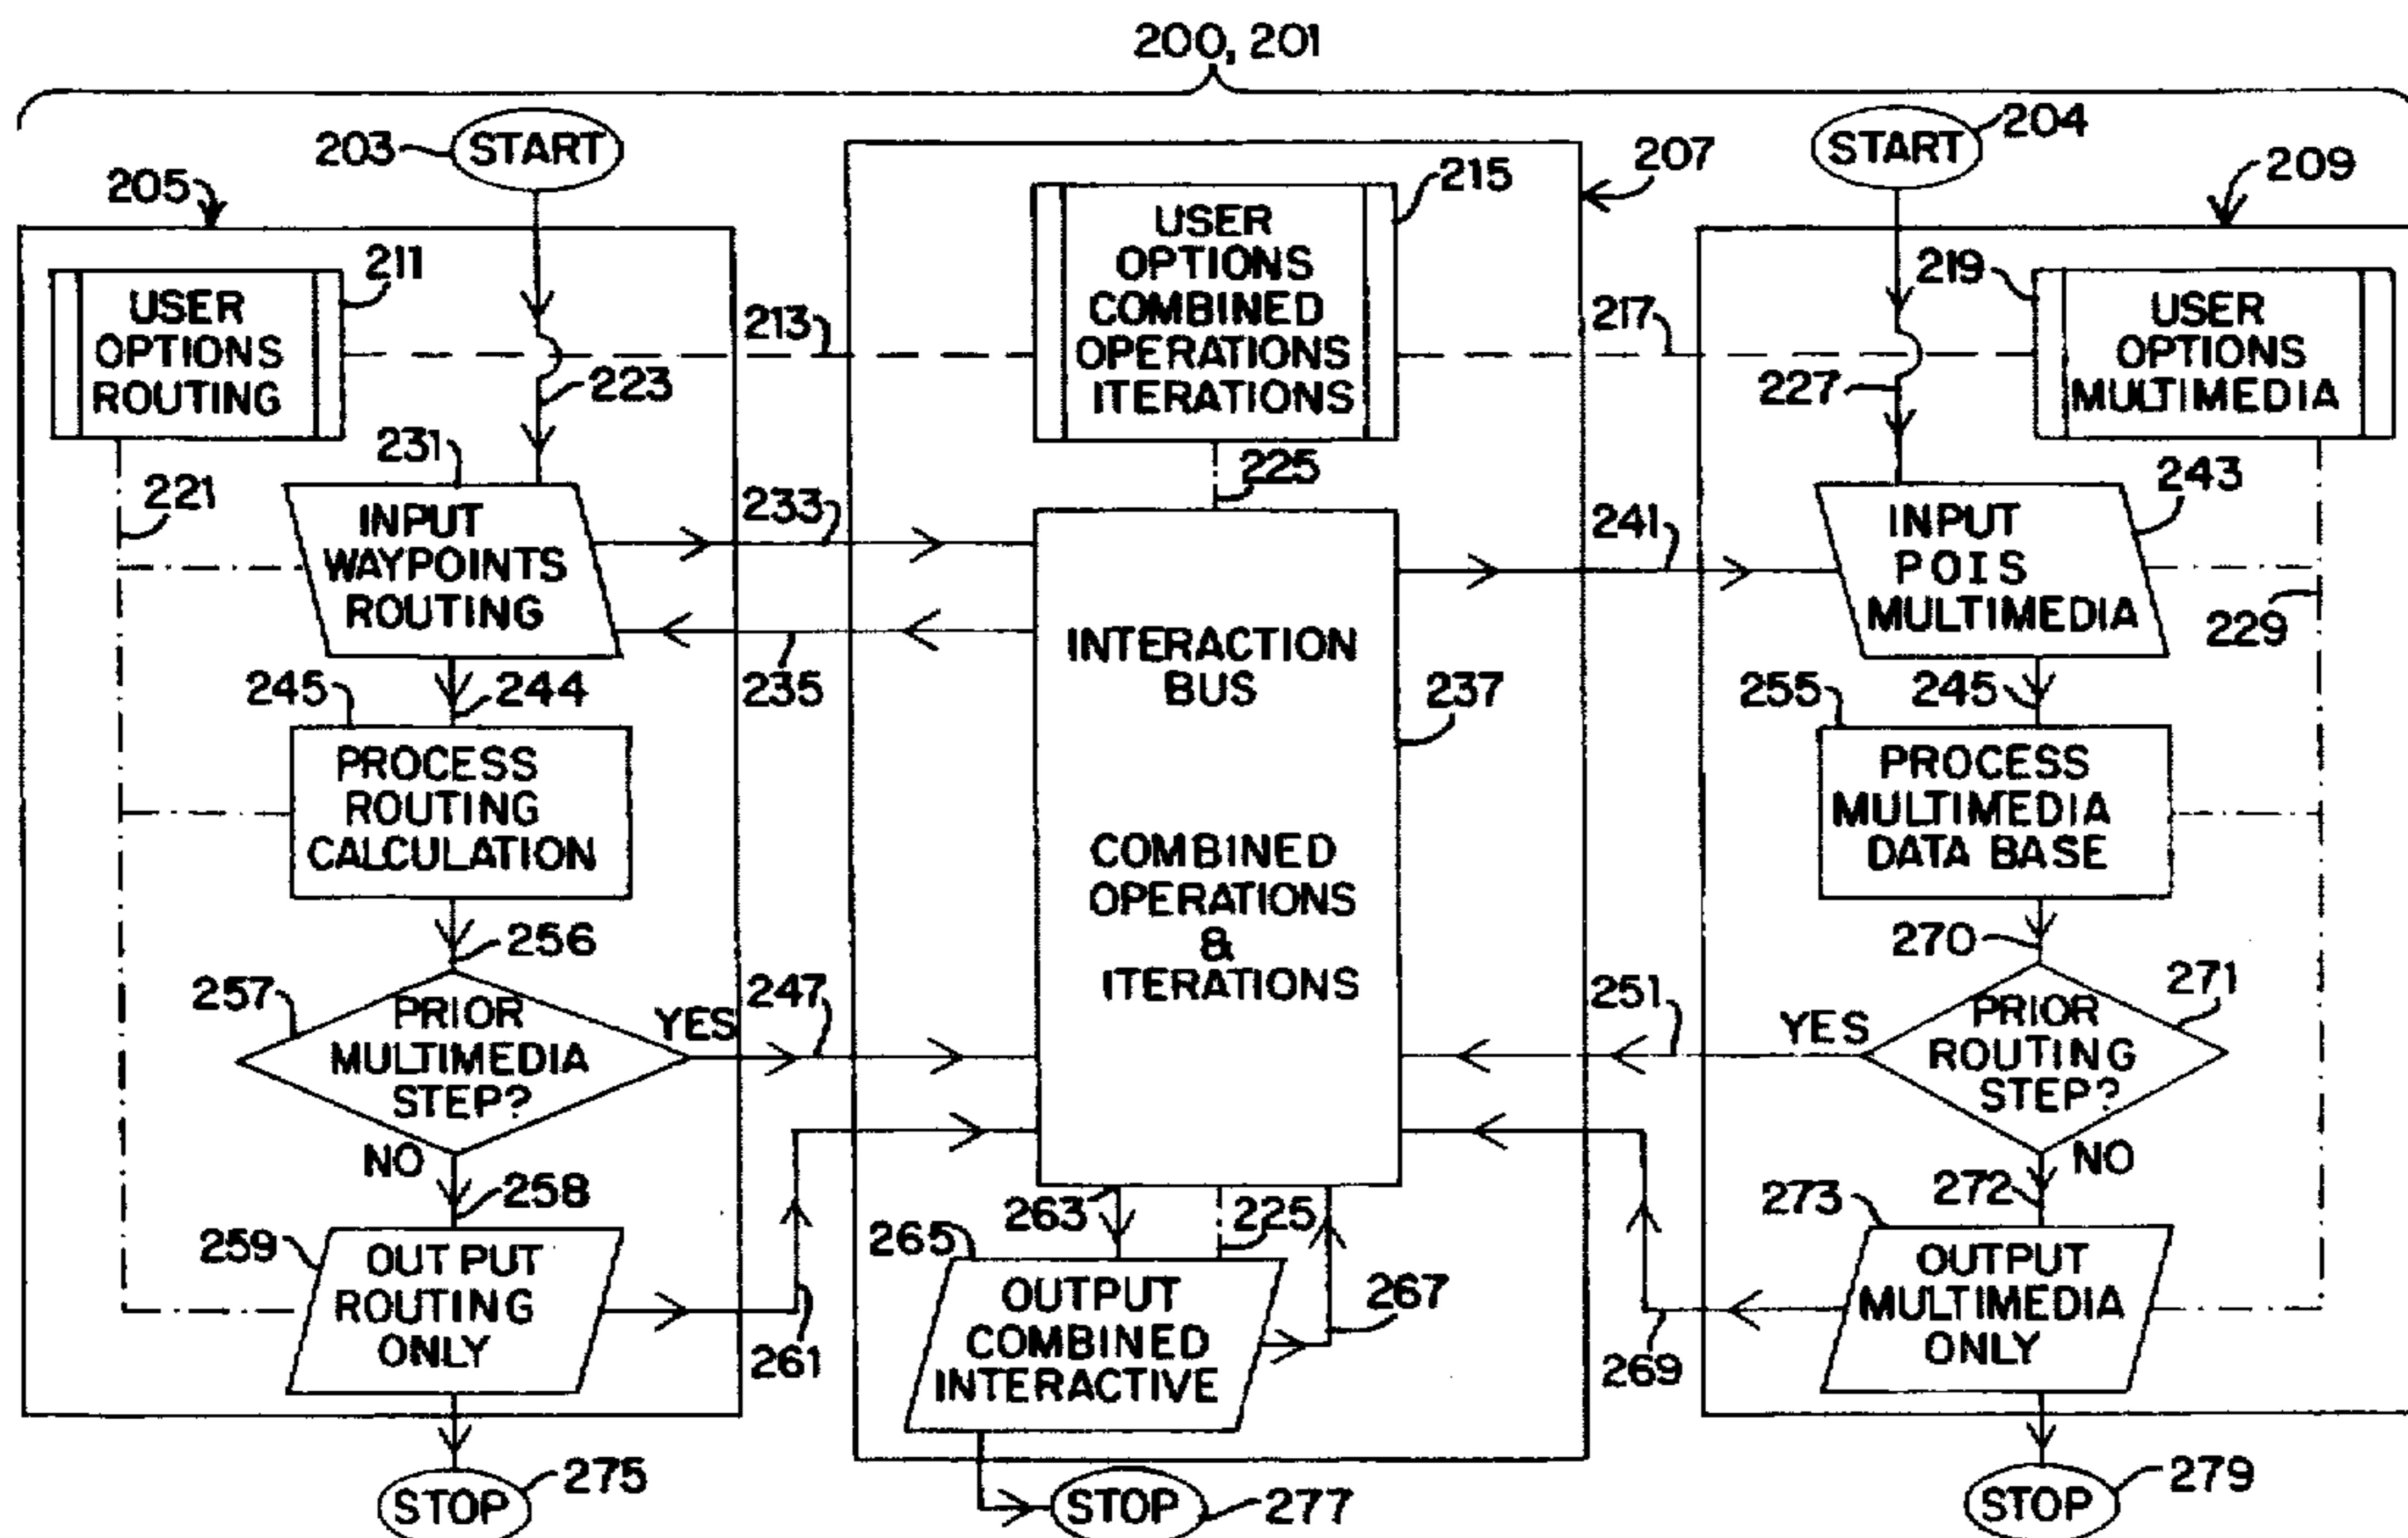 200, 201
203
START
START
204
205
207
209
211
215
219
USER
OPTIONS
ROUTING
213
USER
OPTIONS
COMBINED
OPERATIONS
ITERATIONS
217
USER
OPTIONS
MULTIMEDIA
223
227
221
231
225
243
229
INPUT
WAYPOINTS
ROUTING
233
235
241
INPUT
POIS
MULTIMEDIA
INTERACTION
BUS
COMBINED
OPERATIONS
&
ITERATIONS
237
245
244
255
245
PROCESS
ROUTING
CALCULATION
PROCESS
MULTIMEDIA
DATA BASE
256
270
257
PRIOR
MULTIMEDIA
STEP?
YES
247
251
YES
PRIOR
ROUTING
STEP?
271
NO
258
NO
272
259
OUTPUT
ROUTING
ONLY
261
263
225
265
OUTPUT
COMBINED
INTERACTIVE
267
269
273
OUTPUT
MULTIMEDIA
ONLY
STOP
275
STOP
277
STOP
279